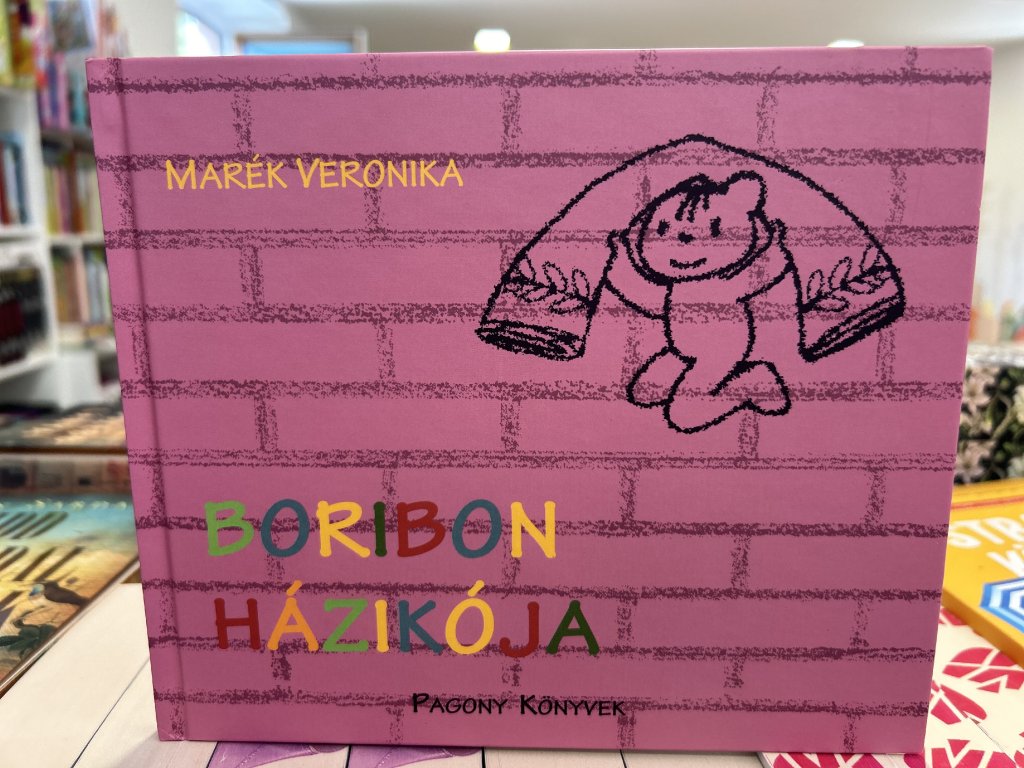 MARÉK VERONIKA
BORIBON
HÁZIKÓJA
PAGONY KÖNYVEK